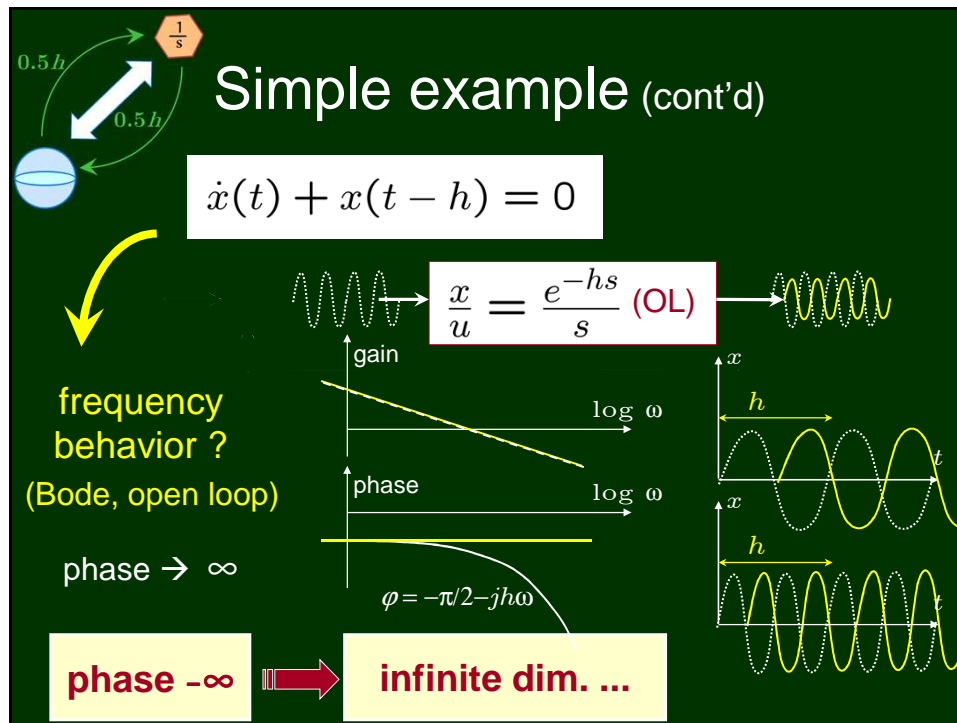 1/s
0.5h
0.5h
Simple example (cont’d)
ẋ(t) + x(t − h) = 0
x/u = e^{−hs}/s (OL)
gain
log ω
phase
log ω
φ = −π/2−jhω
frequency
behavior ?
(Bode, open loop)
phase → ∞
x
h
t
x
h
t
phase -∞
infinite dim. ...